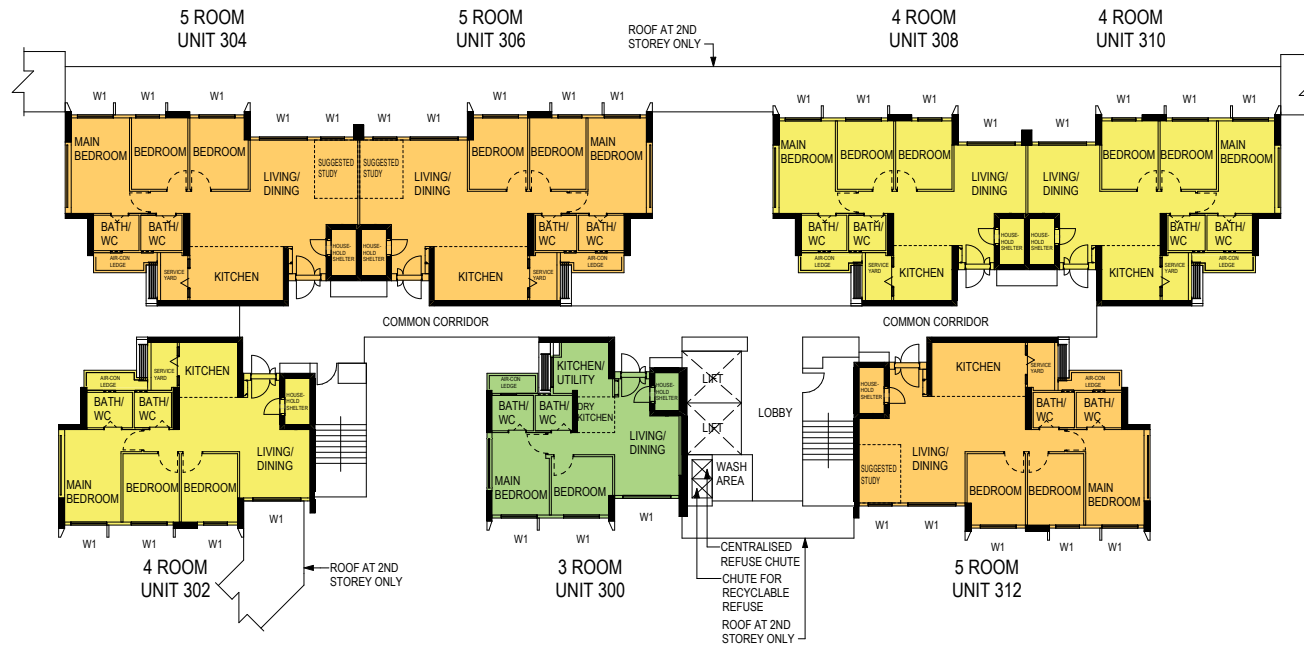 5 ROOM
UNIT 304
5 ROOM
UNIT 306
ROOF AT 2ND
STOREY ONLY
4 ROOM
UNIT 308
4 ROOM
UNIT 310
W1
W1
W1
W1
W1
W1
W1
W1
W1
W1
MAIN
BEDROOM
BEDROOM
BEDROOM
LIVING/
DINING
SUGGESTED
STUDY
SUGGESTED
STUDY
LIVING/
DINING
BEDROOM
BEDROOM
MAIN
BEDROOM
BATH/
WC
BATH/
WC
AIR-CON
LEDGE
SERVICE
YARD
KITCHEN
HOUSE-
HOLD
SHELTER
HOUSE-
HOLD
SHELTER
KITCHEN
SERVICE
YARD
BATH/
WC
BATH/
WC
AIR-CON
LEDGE
W1
W1
W1
W1
W1
W1
W1
W1
MAIN
BEDROOM
BEDROOM
BEDROOM
LIVING/
DINING
LIVING/
DINING
BEDROOM
BEDROOM
MAIN
BEDROOM
BATH/
WC
BATH/
WC
AIR-CON
LEDGE
SERVICE
YARD
KITCHEN
HOUSE-
HOLD
SHELTER
HOUSE-
HOLD
SHELTER
KITCHEN
SERVICE
YARD
BATH/
WC
BATH/
WC
AIR-CON
LEDGE
COMMON CORRIDOR
COMMON CORRIDOR
AIR-CON
LEDGE
SERVICE
YARD
KITCHEN
HOUSE-
HOLD
SHELTER
BATH/
WC
BATH/
WC
LIVING/
DINING
MAIN
BEDROOM
BEDROOM
BEDROOM
W1
W1
W1
W1
4 ROOM
UNIT 302
ROOF AT 2ND
STOREY ONLY
AIR-CON
LEDGE
KITCHEN/
UTILITY
HOUSE-
HOLD
SHELTER
BATH/
WC
BATH/
WC
DRY
KITCHEN
LIVING/
DINING
MAIN
BEDROOM
BEDROOM
W1
W1
W1
3 ROOM
UNIT 300
LIFT
LIFT
LOBBY
WASH
AREA
CENTRALISED
REFUSE CHUTE
CHUTE FOR
RECYCLABLE
REFUSE
ROOF AT 2ND
STOREY ONLY
HOUSE-
HOLD
SHELTER
KITCHEN
SERVICE
YARD
AIR-CON
LEDGE
BATH/
WC
BATH/
WC
SUGGESTED
STUDY
LIVING/
DINING
BEDROOM
BEDROOM
MAIN
BEDROOM
W1
W1
W1
W1
W1
5 ROOM
UNIT 312